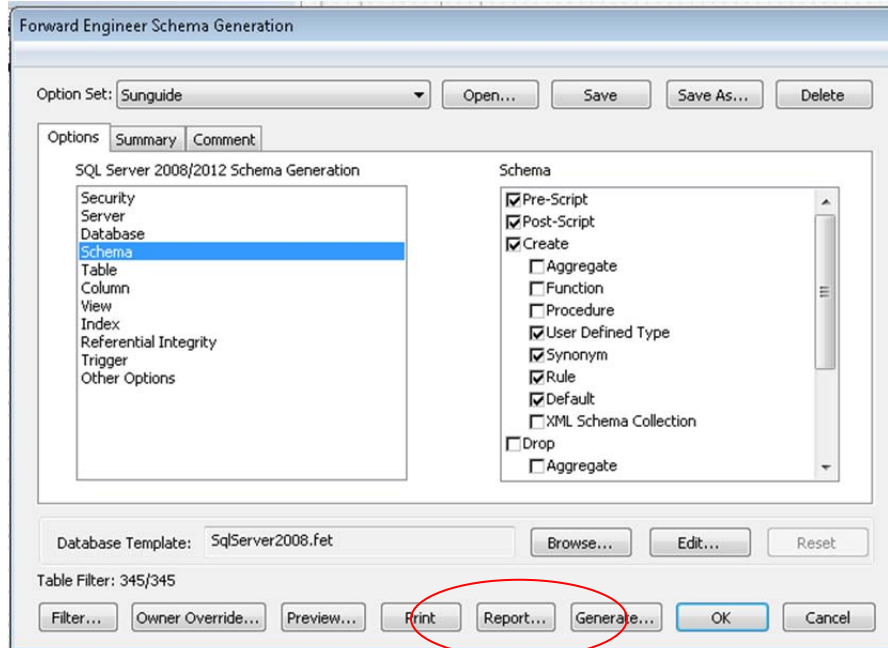 Forward Engineer Schema Generation
Option Set: Sunguide Open... Save Save As... Delete
Options Summary Comment
SQL Server 2008/2012 Schema Generation
Security
Server
Database
Schema
Table
Column
View
Index
Referential Integrity
Trigger
Other Options
Schema
Pre-Script
Post-Script
Create
Aggregate
Function
Procedure
User Defined Type
Synonym
Rule
Default
XML Schema Collection
Drop
Aggregate
Database Template: SqlServer2008.fet Browse... Edit... Reset
Table Filter: 345/345
Filter... Owner Override... Preview... Print Report... Generate... OK Cancel